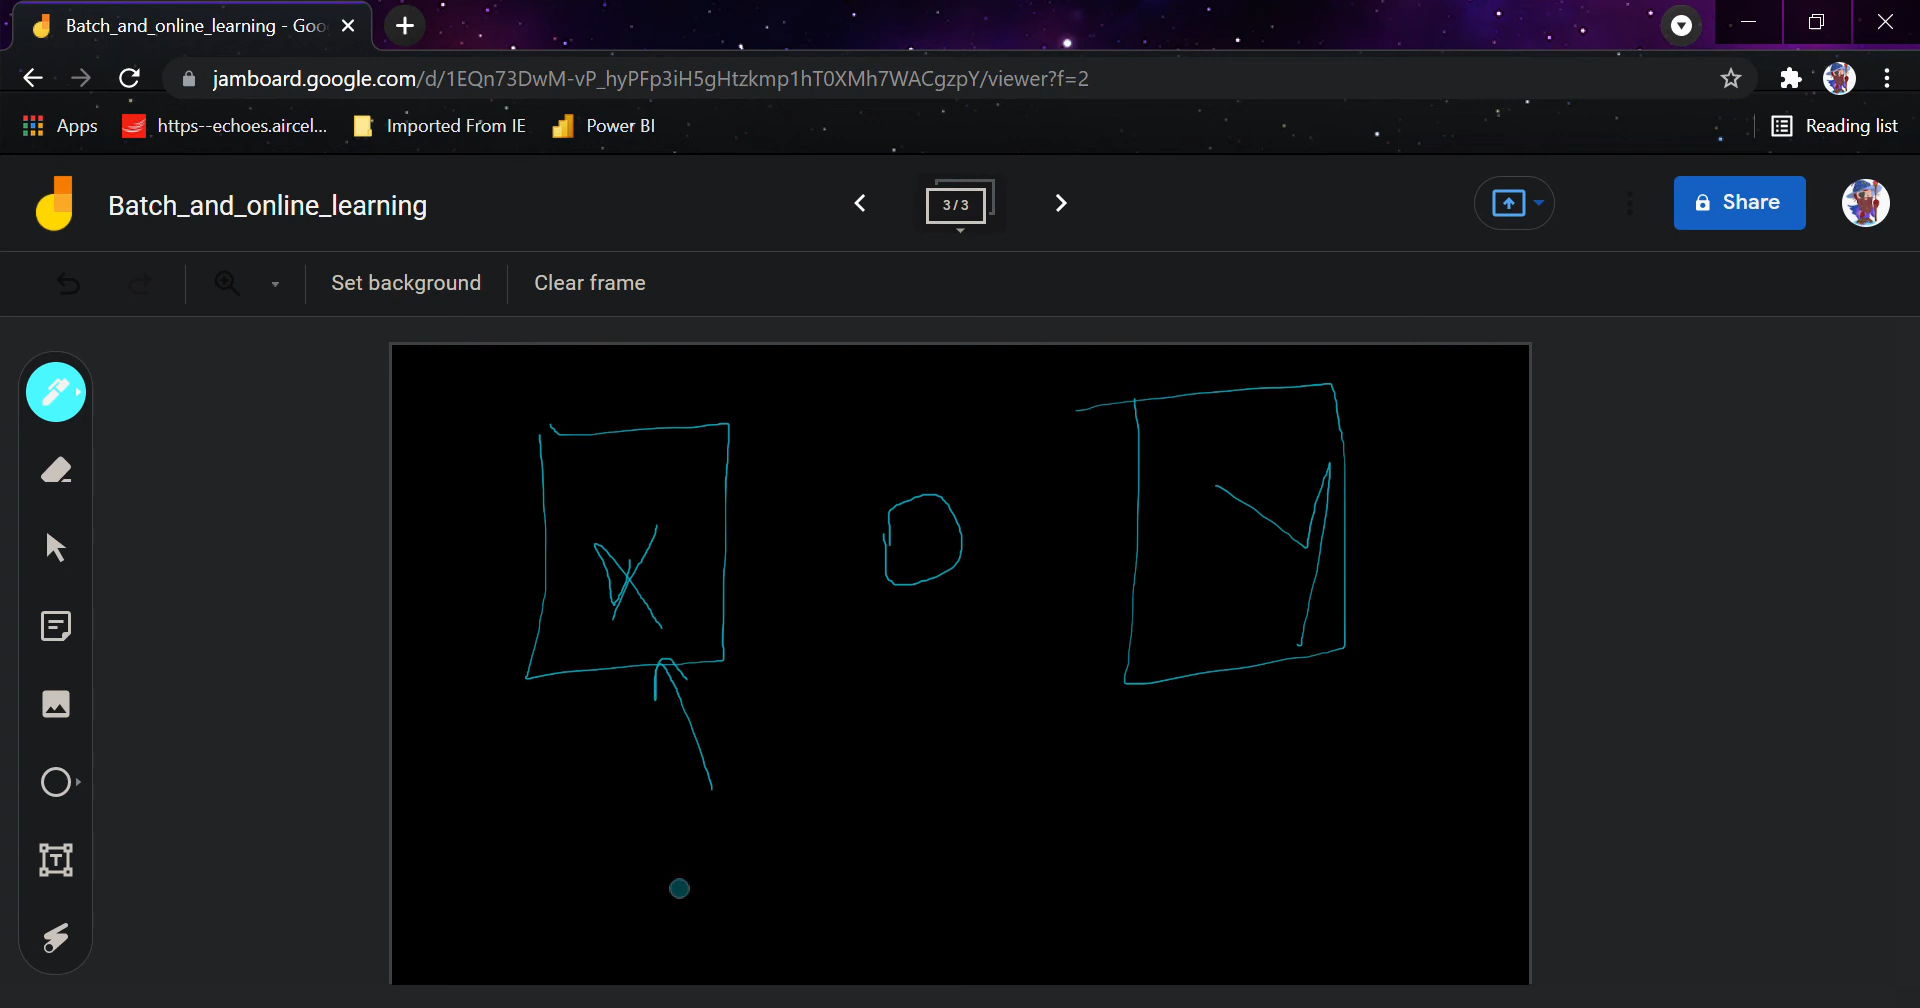 Batch_and_online_learning - Goo
jamboard.google.com/d/1EQn73DwM-vP_hyPFp3iH5gHtzkmp1hT0XMh7WACgzpY/viewer?f=2
Apps https--echoes.aircel... Imported From IE Power BI Reading list
Batch_and_online_learning 3/3 Share
Set background Clear frame
X Y
T